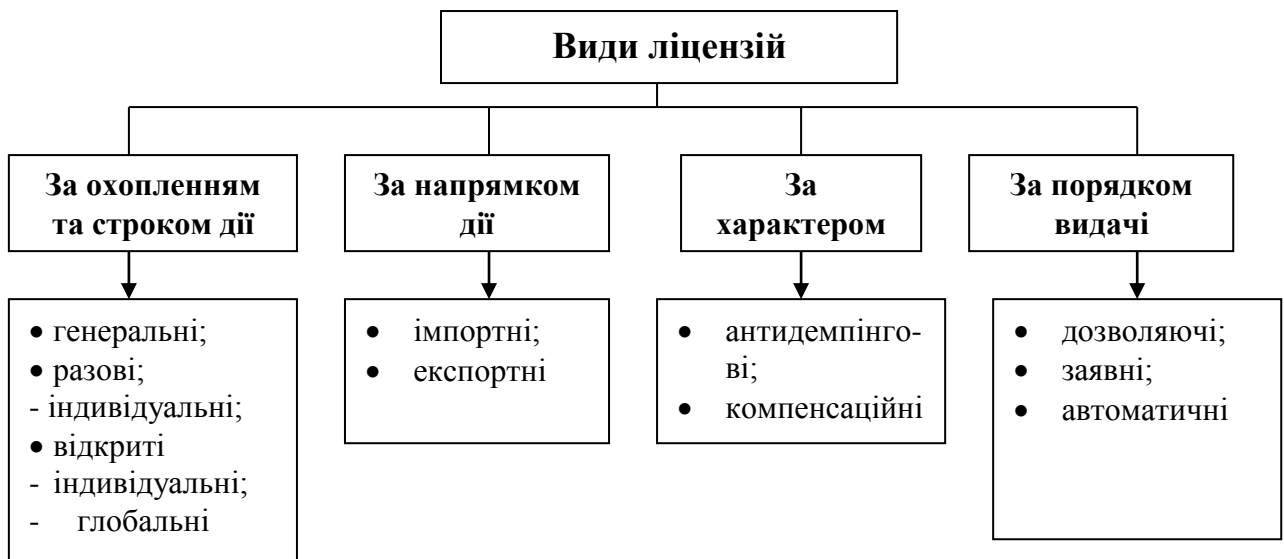 Види ліцензій
За охопленням
та строком дії
• генеральні;
• разові;
- індивідуальні;
• відкриті
- індивідуальні;
- глобальні
За напрямком
дії
• імпортні;
• експортні
За
характером
• антидемпінго-
ві;
• компенсаційні
За порядком
видачі
• дозволяючі;
• заявні;
• автоматичні